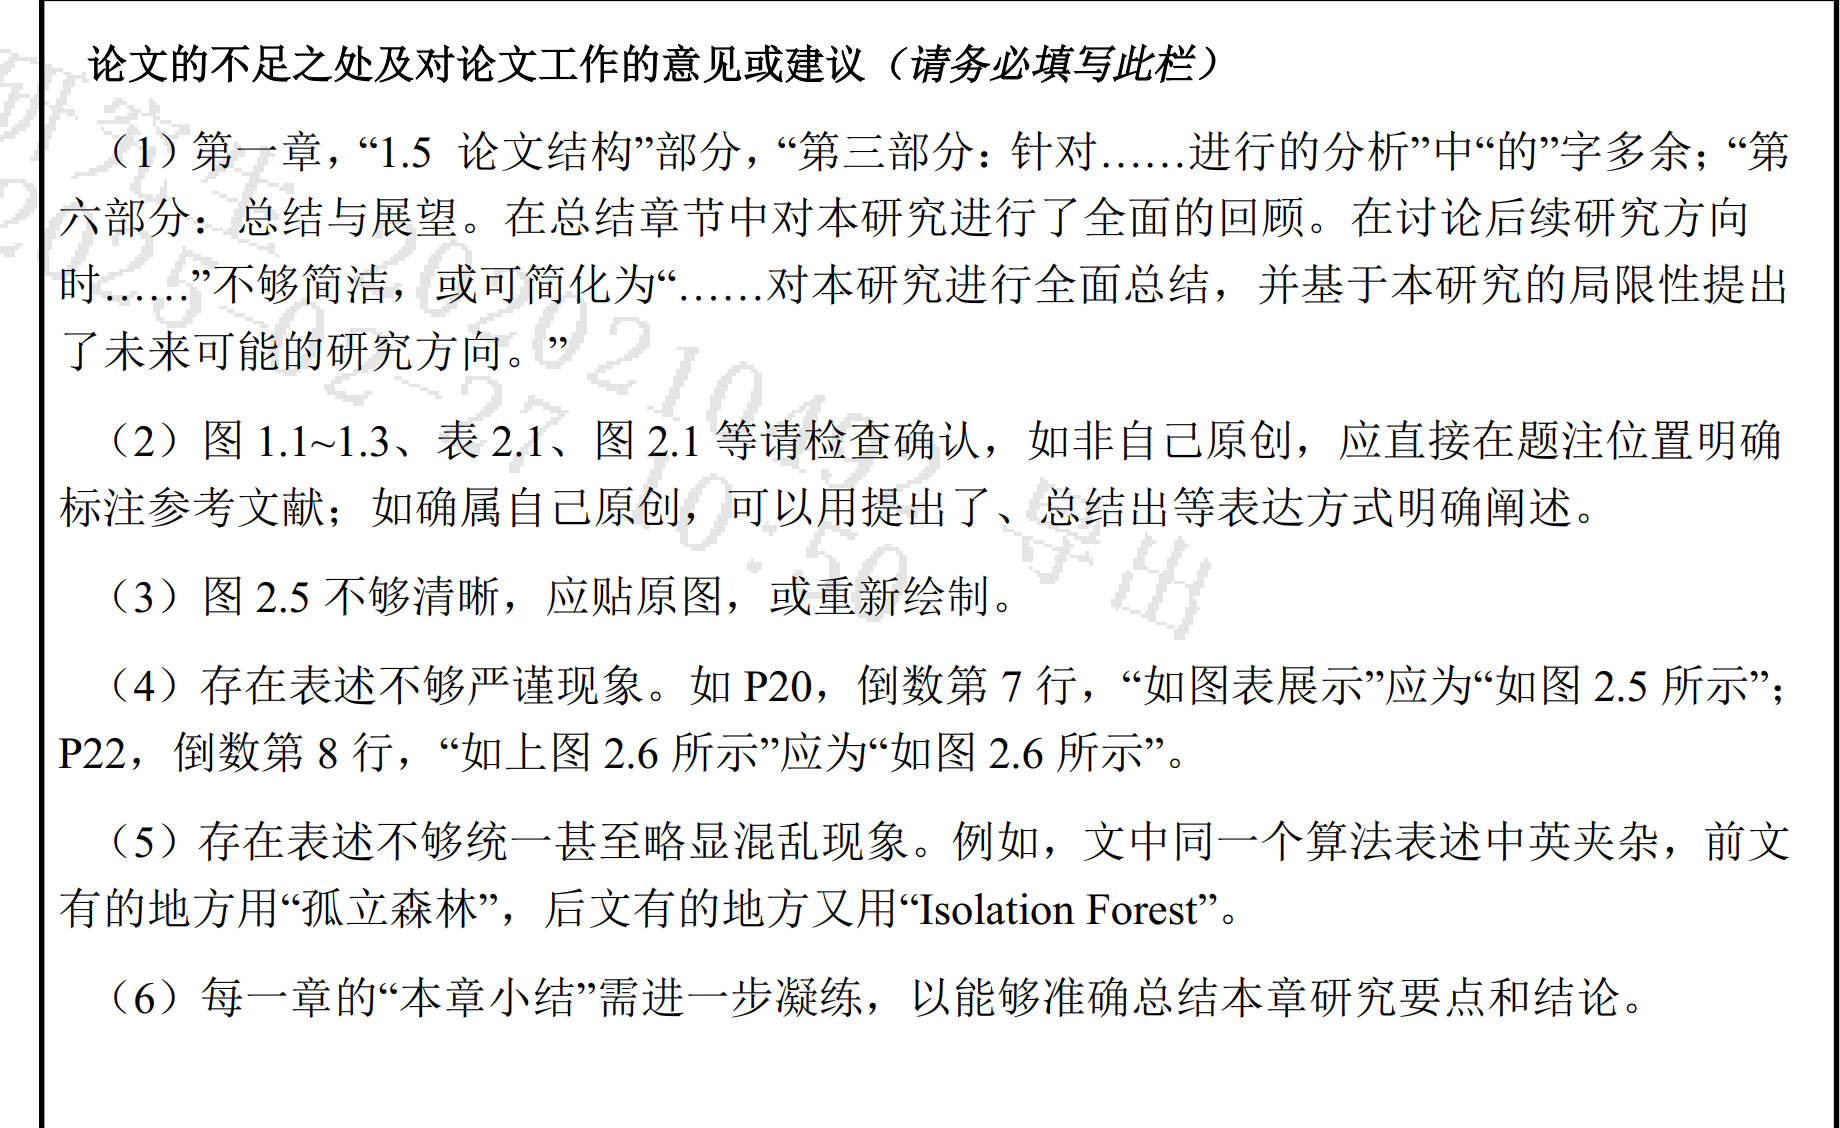 论文的不足之处及对论文工作的意见或建议（请务必填写此栏）
（1）第一章，“1.5 论文结构”部分，“第三部分：针对……进行的分析”中“的”字多余；“第
六部分：总结与展望。在总结章节中对本研究进行了全面的回顾。在讨论后续研究方向
时……”不够简洁，或可简化为“……对本研究进行全面总结，并基于本研究的局限性提出
了未来可能的研究方向。”
（2）图 1.1~1.3、表 2.1、图 2.1 等请检查确认，如非自己原创，应直接在题注位置明确
标注参考文献；如确属自己原创，可以用提出了、总结出等表达方式明确阐述。
（3）图 2.5 不够清晰，应贴原图，或重新绘制。
（4）存在表述不够严谨现象。如 P20，倒数第 7 行，“如图表展示”应为“如图 2.5 所示”；
P22，倒数第 8 行，“如上图 2.6 所示”应为“如图 2.6 所示”。
（5）存在表述不够统一甚至略显混乱现象。例如，文中同一个算法表述中英夹杂，前文
有的地方用“孤立森林”，后文有的地方又用“Isolation Forest”。
（6）每一章的“本章小结”需进一步凝练，以能够准确总结本章研究要点和结论。
研究生 2020210492 导出
2025-02-27 10:50